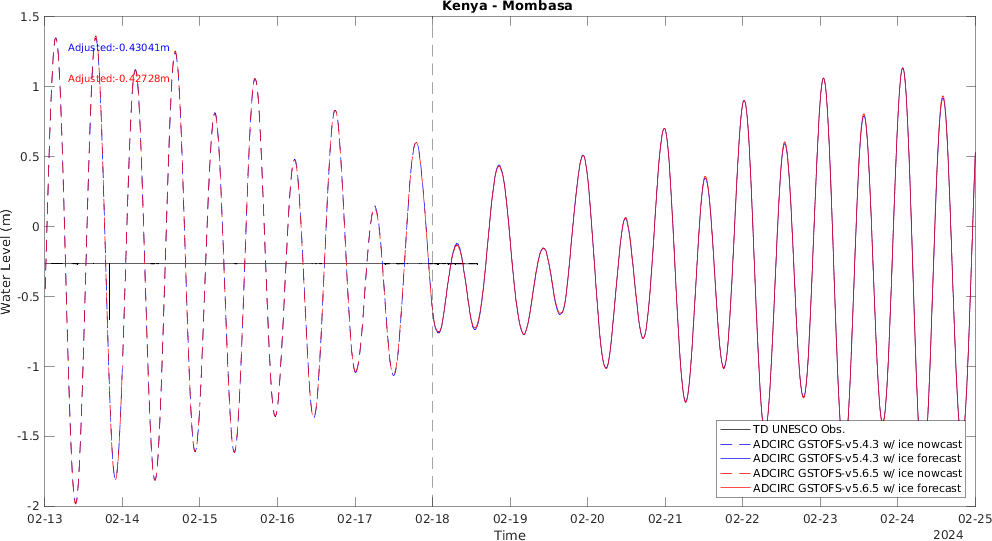 Kenya - Mombasa
Adjusted:-0.43041m
Adjusted:-0.42728m
Water Level (m)
1.5
1
0.5
0
-0.5
-1
-1.5
-2
TD UNESCO Obs.
ADCIRC GSTOFS-v5.4.3 w/ ice nowcast
ADCIRC GSTOFS-v5.4.3 w/ ice forecast
ADCIRC GSTOFS-v5.6.5 w/ ice nowcast
ADCIRC GSTOFS-v5.6.5 w/ ice forecast
02-13 02-14 02-15 02-16 02-17 02-18 02-19 02-20 02-21 02-22 02-23 02-24 02-25
Time
2024